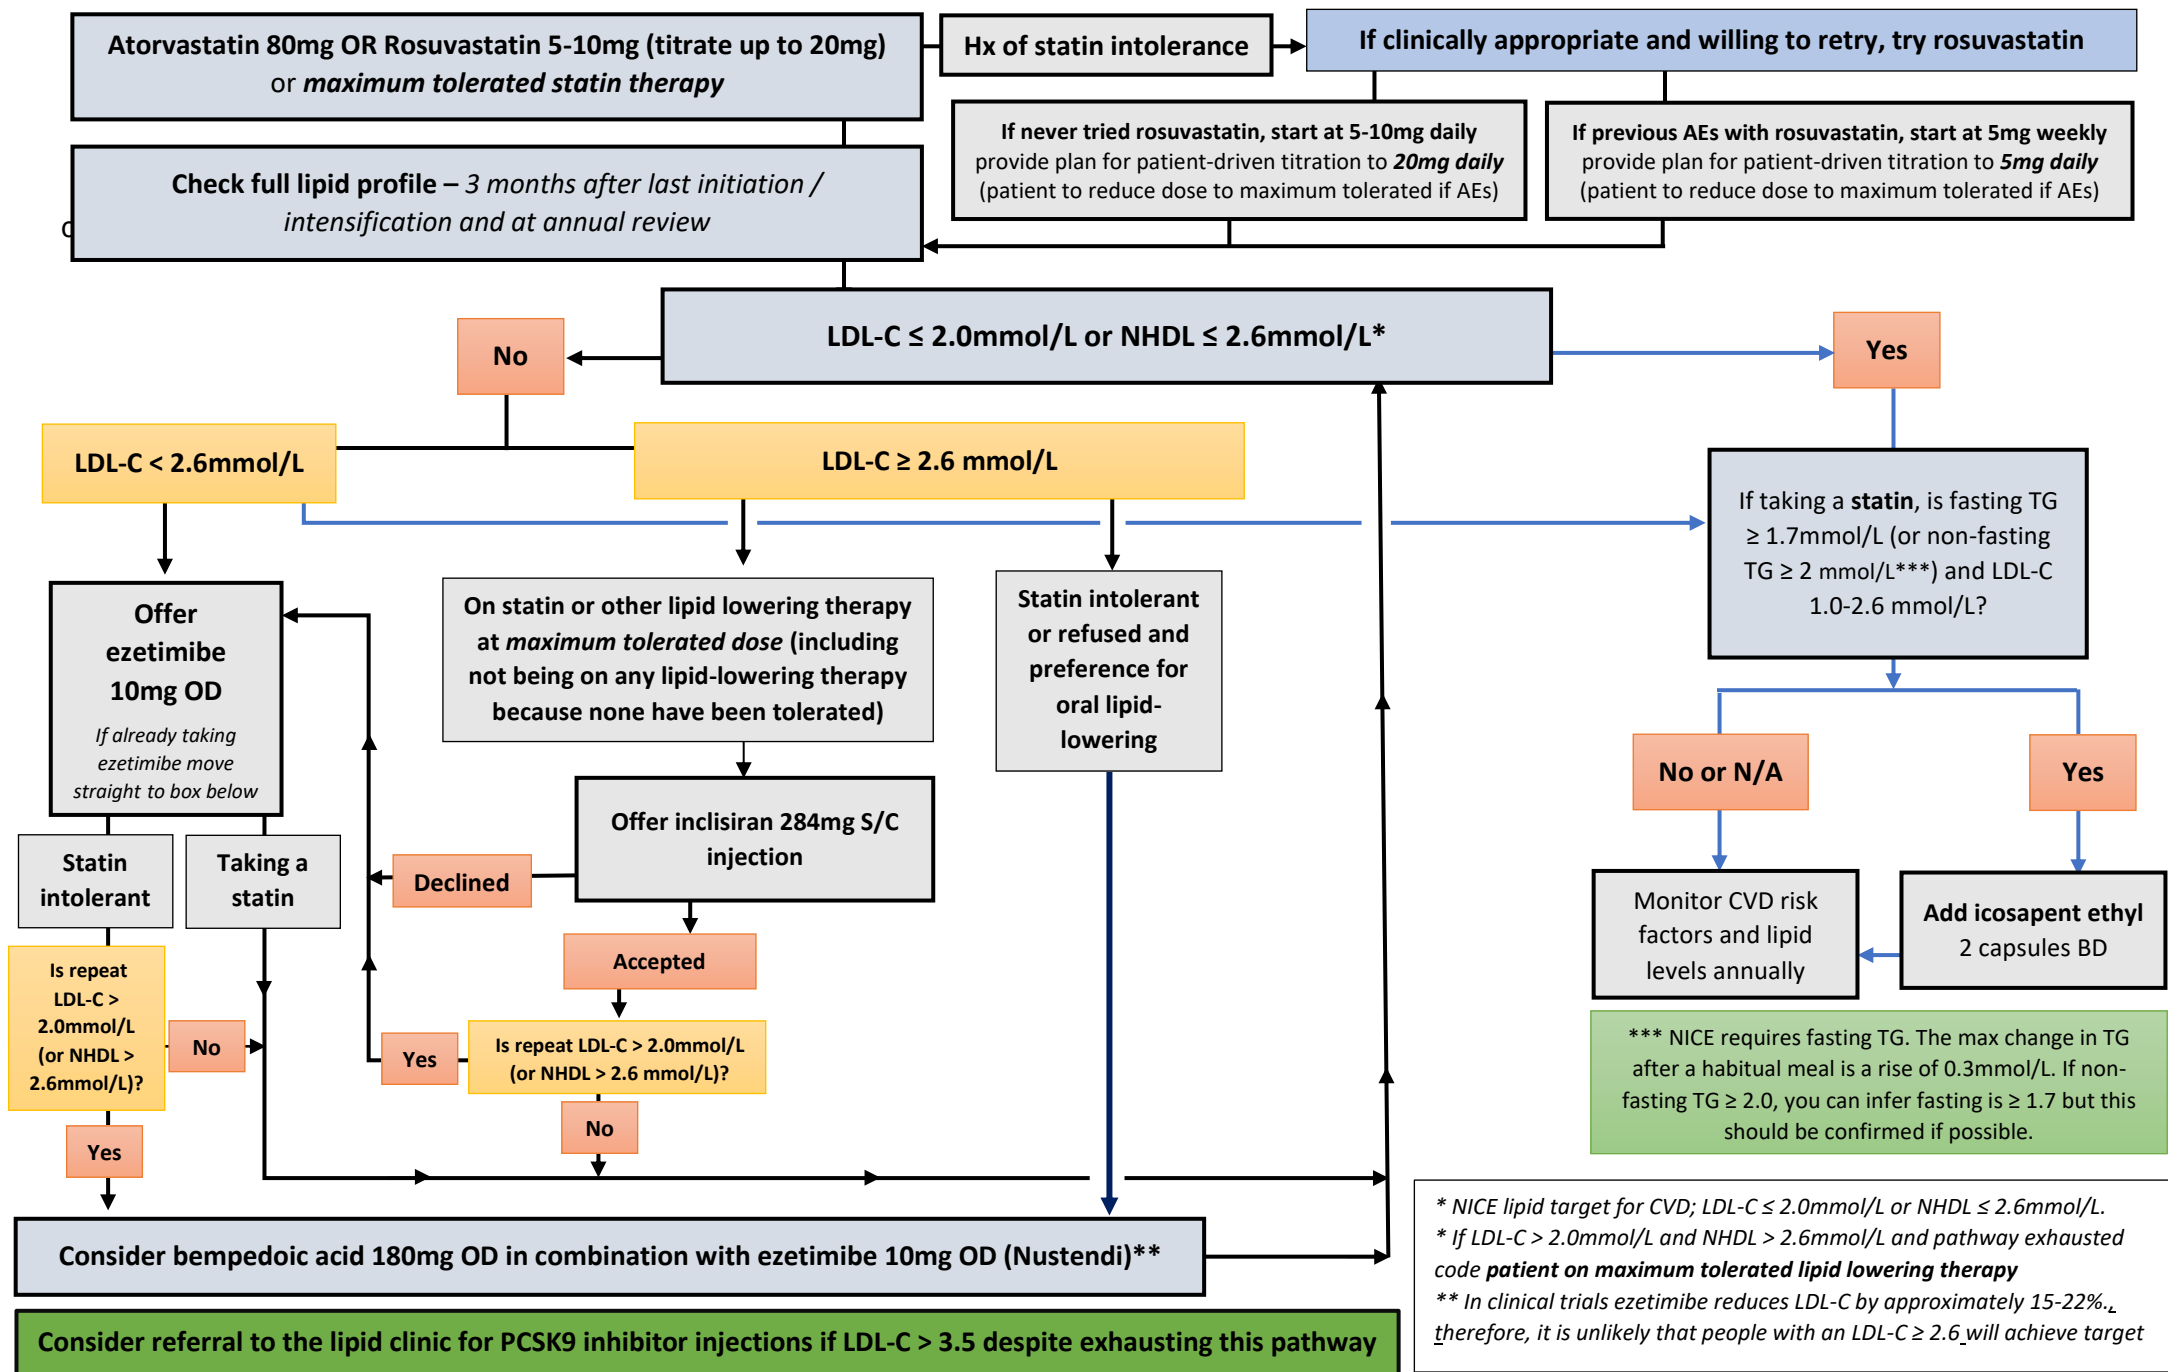 Atorvastatin 80mg OR Rosuvastatin 5-10mg (titrate up to 20mg)
or maximum tolerated statin therapy
Hx of statin intolerance
If clinically appropriate and willing to retry, try rosuvastatin
If never tried rosuvastatin, start at 5-10mg daily
provide plan for patient-driven titration to 20mg daily
(patient to reduce dose to maximum tolerated if AEs)
If previous AEs with rosuvastatin, start at 5mg weekly
provide plan for patient-driven titration to 5mg daily
(patient to reduce dose to maximum tolerated if AEs)
Check full lipid profile – 3 months after last initiation /
intensification and at annual review
LDL-C ≤ 2.0mmol/L or NHDL ≤ 2.6mmol/L*
No
Yes
LDL-C < 2.6mmol/L
LDL-C ≥ 2.6 mmol/L
If taking a statin, is fasting TG
≥ 1.7mmol/L (or non-fasting
TG ≥ 2 mmol/L***) and LDL-C
1.0-2.6 mmol/L?
Offer
ezetimibe
10mg OD
If already taking
ezetimibe move
straight to box below
On statin or other lipid lowering therapy
at maximum tolerated dose (including
not being on any lipid-lowering therapy
because none have been tolerated)
Statin intolerant
or refused and
preference for
oral lipid-
lowering
No or N/A
Yes
Offer inclisiran 284mg S/C
injection
Statin
intolerant
Taking a
statin
Declined
Accepted
Monitor CVD risk
factors and lipid
levels annually
Add icosapent ethyl
2 capsules BD
Is repeat
LDL-C >
2.0mmol/L
(or NHDL >
2.6mmol/L)?
No
Yes
Is repeat LDL-C > 2.0mmol/L
(or NHDL > 2.6 mmol/L)?
No
Yes
*** NICE requires fasting TG. The max change in TG
after a habitual meal is a rise of 0.3mmol/L. If non-
fasting TG ≥ 2.0, you can infer fasting is ≥ 1.7 but this
should be confirmed if possible.
Consider bempedoic acid 180mg OD in combination with ezetimibe 10mg OD (Nustendi)**
Consider referral to the lipid clinic for PCSK9 inhibitor injections if LDL-C > 3.5 despite exhausting this pathway
* NICE lipid target for CVD; LDL-C ≤ 2.0mmol/L or NHDL ≤ 2.6mmol/L.
* If LDL-C > 2.0mmol/L and NHDL > 2.6mmol/L and pathway exhausted
code patient on maximum tolerated lipid lowering therapy
** In clinical trials ezetimibe reduces LDL-C by approximately 15-22%.,
therefore, it is unlikely that people with an LDL-C ≥ 2.6 will achieve target